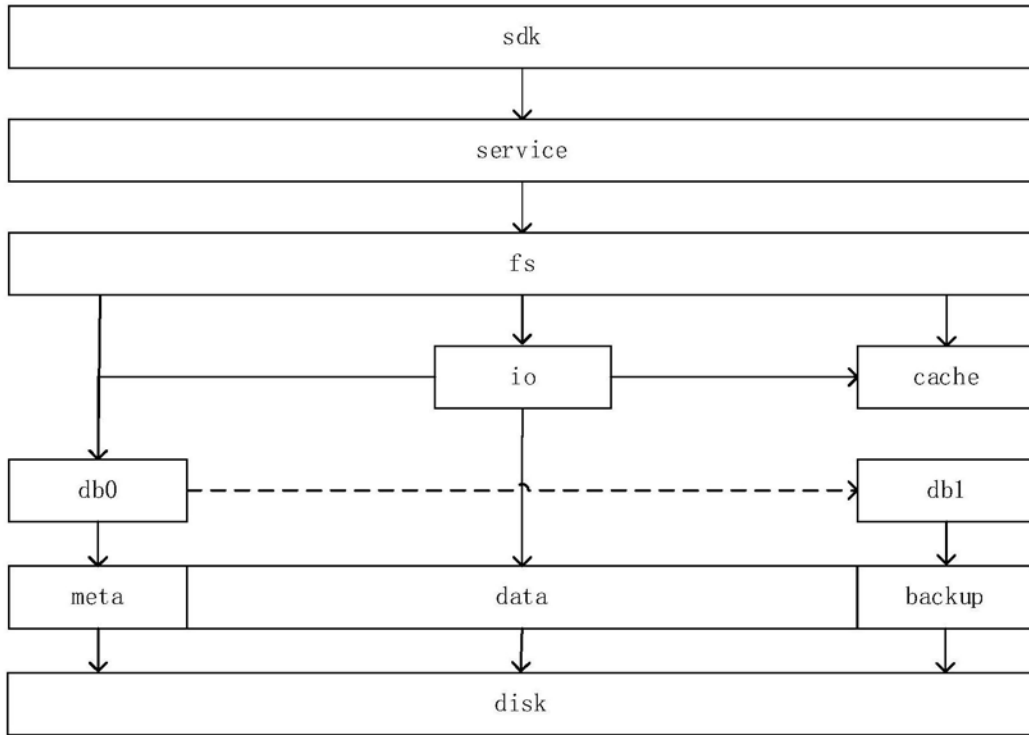 sdk
service
fs
io
cache
db0
db1
meta
data
backup
disk